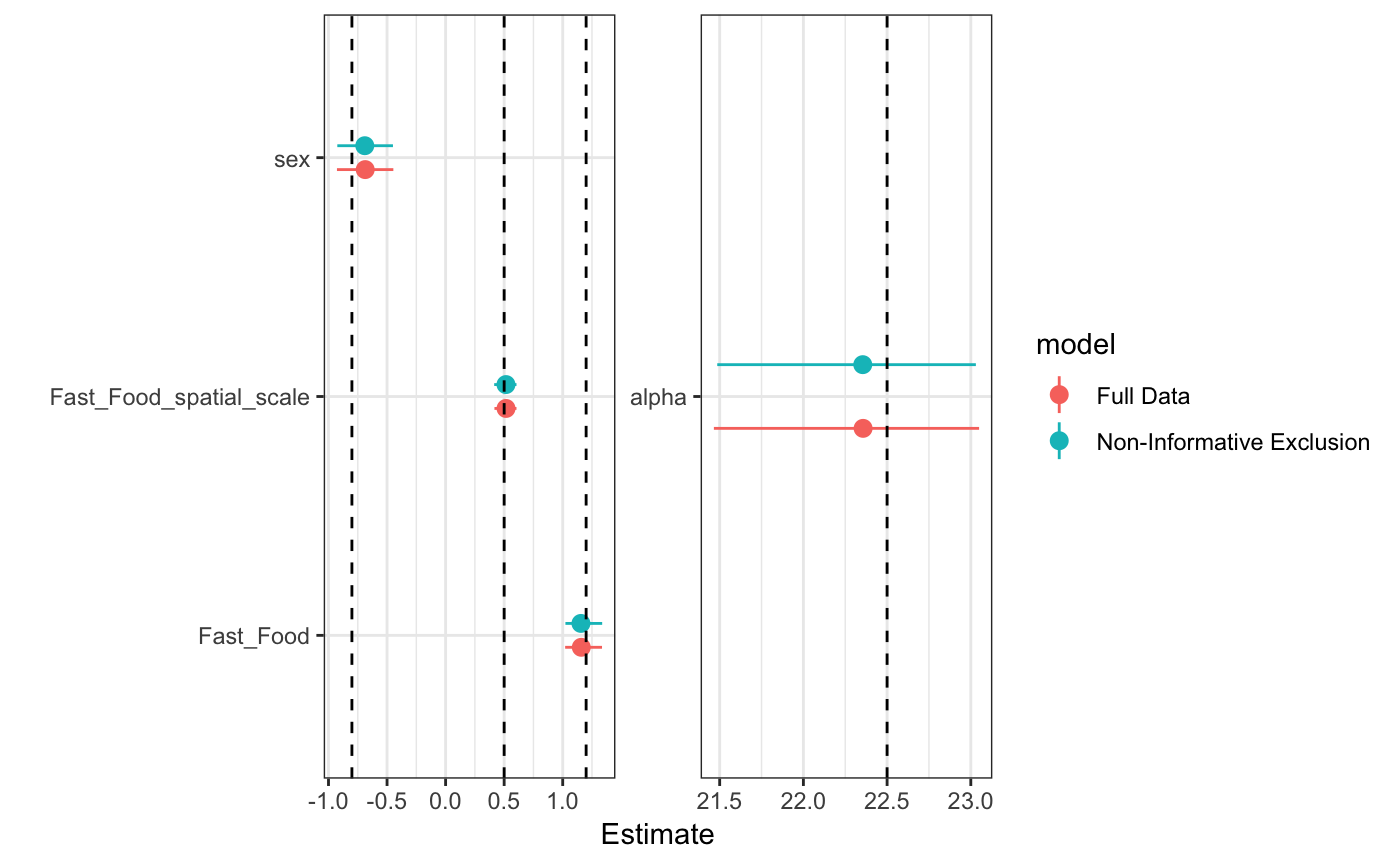 sex
Fast_Food_spatial_scale
Fast_Food
-1.0 -0.5 0.0 0.5 1.0
alpha
21.5 22.0 22.5 23.0
Estimate
model
Full Data
Non-Informative Exclusion